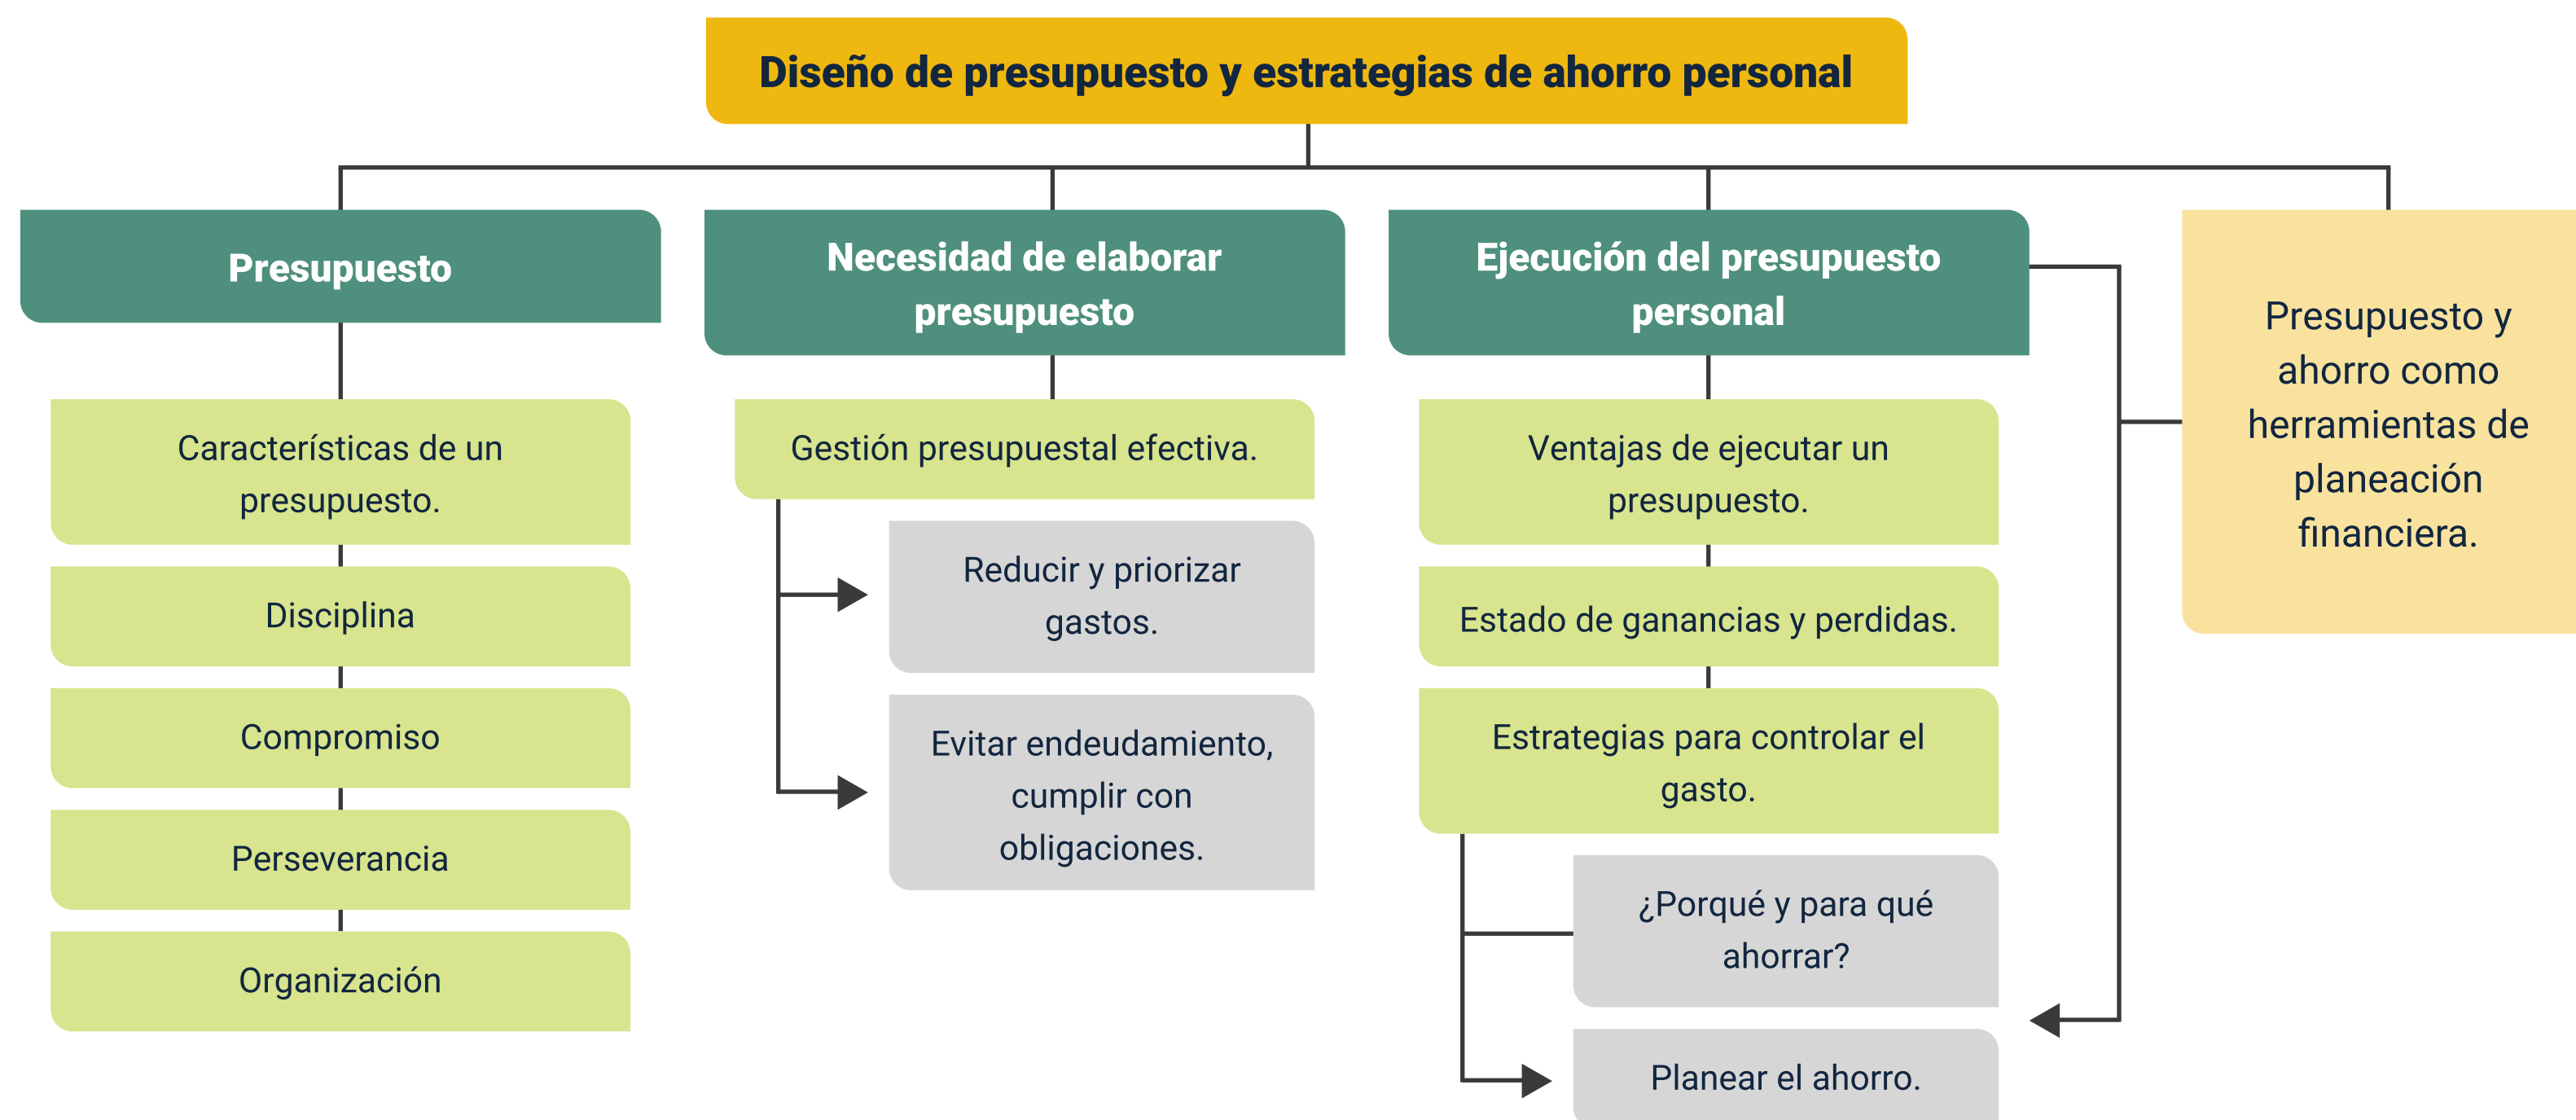 Diseño de presupuesto y estrategias de ahorro personal
Presupuesto
Características de un
presupuesto.
Disciplina
Compromiso
Perseverancia
Organización
Necesidad de elaborar
presupuesto
Gestión presupuestal efectiva.
Reducir y priorizar
gastos.
Evitar endeudamiento,
cumplir con
obligaciones.
Ejecución del presupuesto
personal
Ventajas de ejecutar un
presupuesto.
Estado de ganancias y perdidas.
Estrategias para controlar el
gasto.
¿Porqué y para qué
ahorrar?
Planear el ahorro.
Presupuesto y
ahorro como
herramientas de
planeación
financiera.